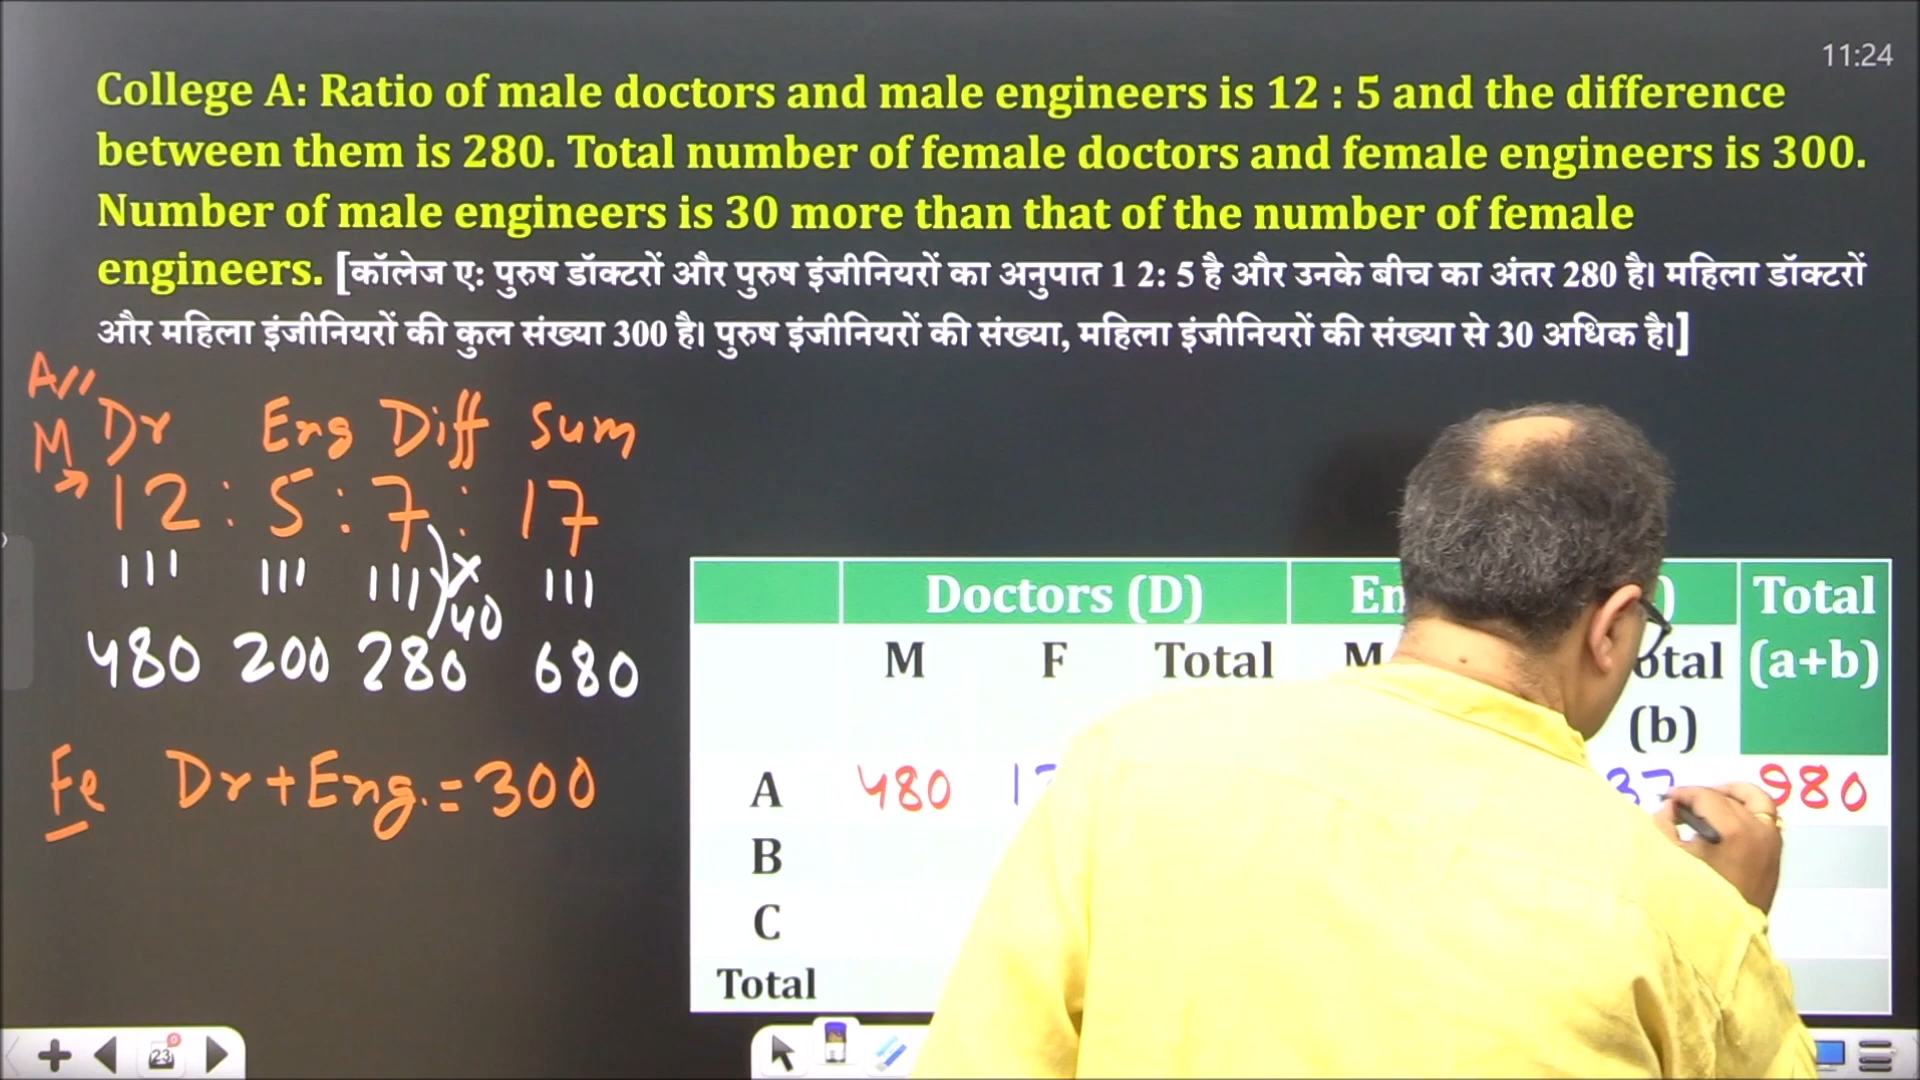 11:24
College A: Ratio of male doctors and male engineers is 12 : 5 and the difference
between them is 280. Total number of female doctors and female engineers is 300.
Number of male engineers is 30 more than that of the number of female
engineers. [कॉलेज ए: पुरुष डॉक्टरों और पुरुष इंजीनियरों का अनुपात 1 2: 5 है और उनके बीच का अंतर 280 है। महिला डॉक्टरों
और महिला इंजीनियरों की कुल संख्या 300 है। पुरुष इंजीनियरों की संख्या, महिला इंजीनियरों की संख्या से 30 अधिक है।]
A//
M Dr Eng Diff Sum
→ 12 : 5 : 7 : 17
x
40
480 200 280 680
Fe Dr+Eng.=300
Doctors (D) Total
M F Total M (a+b)
(b)
A 480 980
B
C
Total
23